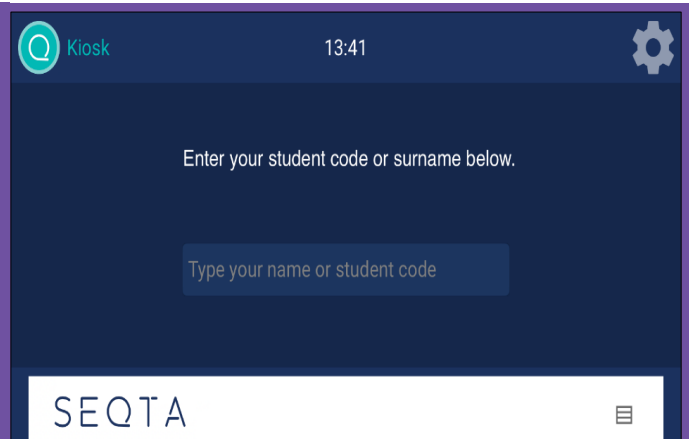 Kiosk
13:41
Enter your student code or surname below.
Type your name or student code
SEQTA